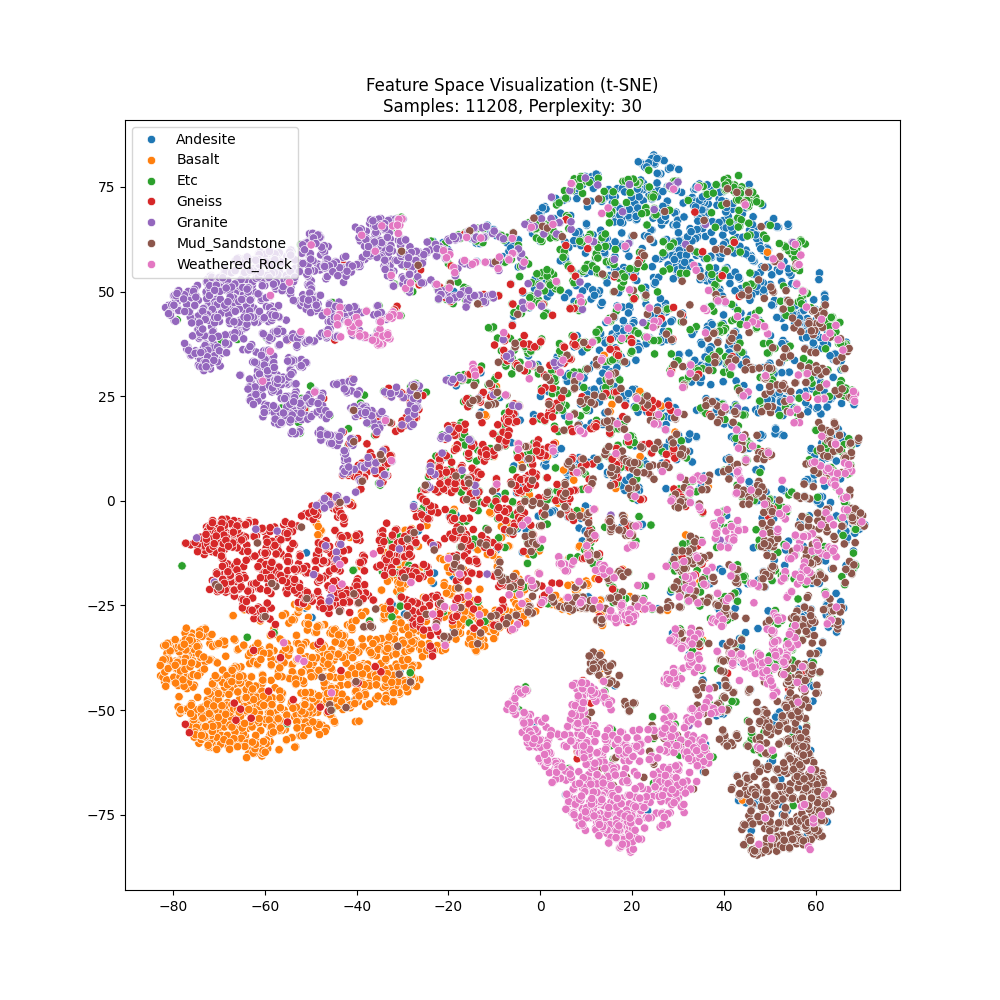 Feature Space Visualization (t-SNE)
Samples: 11208, Perplexity: 30
Andesite
Basalt
Etc
Gneiss
Granite
Mud_Sandstone
Weathered_Rock
75
50
25
0
−25
−50
−75
−80 −60 −40 −20 0 20 40 60